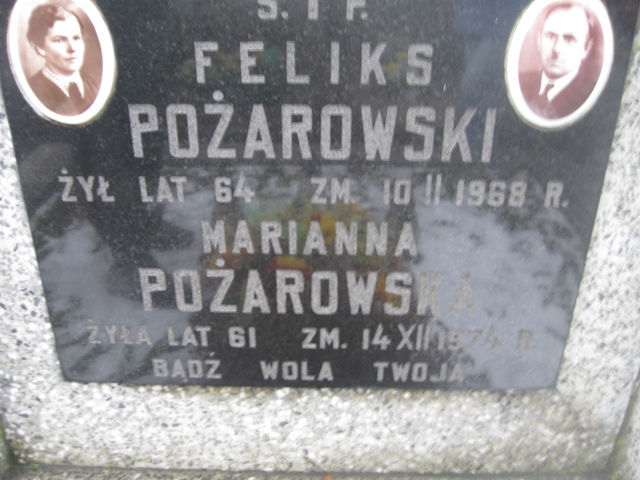 Ś. I P.
FELIKS
POŻAROWSKI
ŻYŁ LAT 64 ZM. 10 II 1968 R.
MARIANNA
POŻAROWSKA
ŻYŁA LAT 61 ZM. 14 XII 1974 R.
BĄDŹ WOLA TWOJA